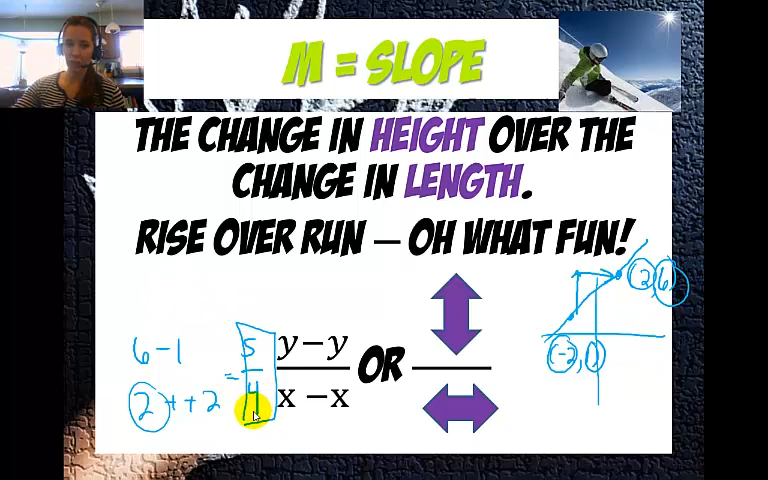 M = SLOPE
THE CHANGE IN HEIGHT OVER THE
CHANGE IN LENGTH.
RISE OVER RUN – OH WHAT FUN!
(2, 6)
(-2, 1)
6 - 1
2 + + 2
= 5
4
y – y
x – x
OR